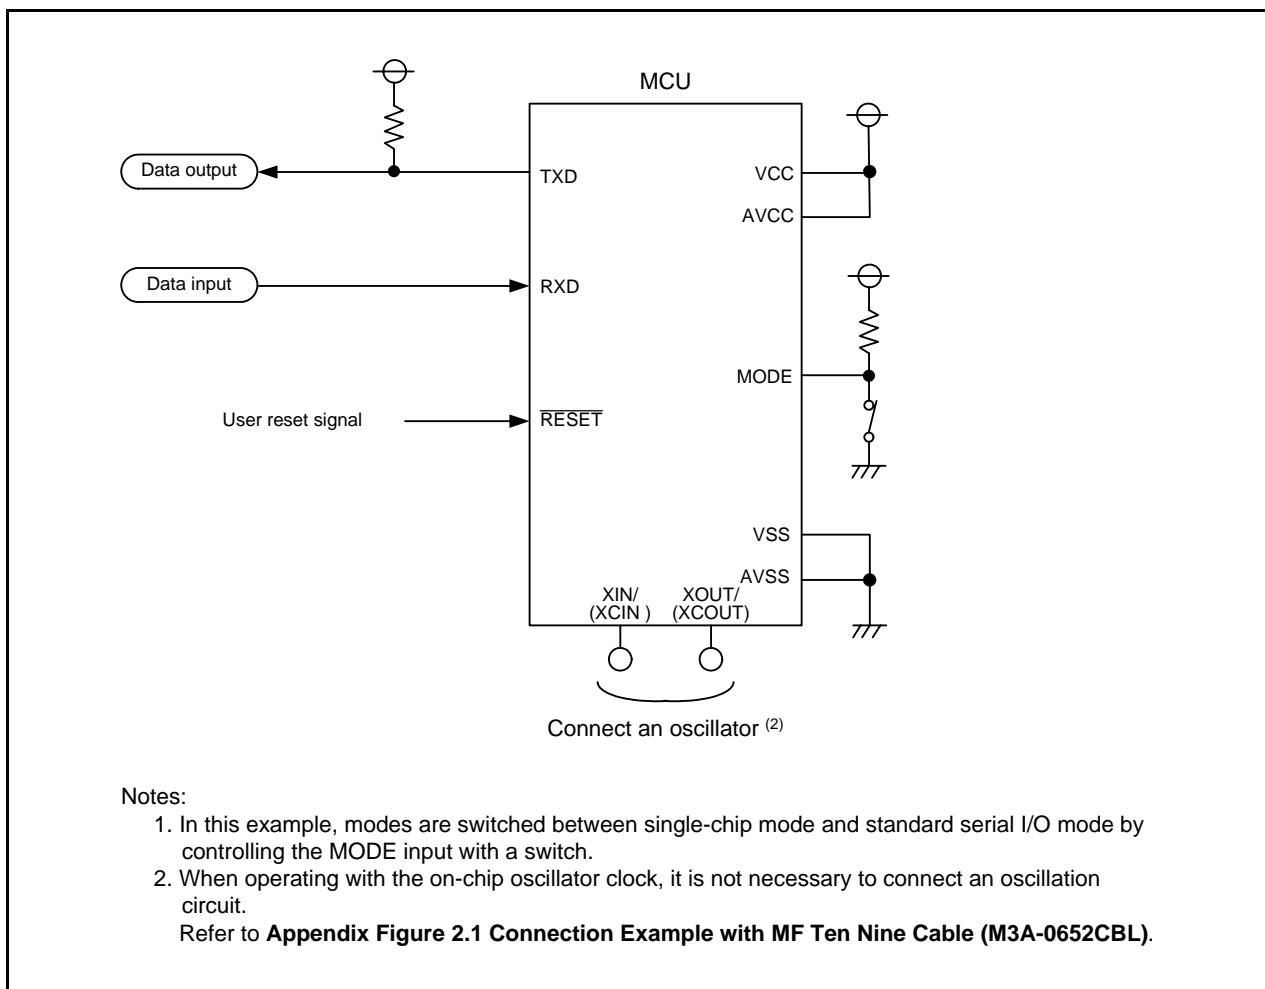 MCU
Data output
TXD
VCC
AVCC
Data input
RXD
MODE
User reset signal
RESET
VSS
AVSS
XIN/
(XCIN )
XOUT/
(XCOUT)
Connect an oscillator (2)
Notes:
1. In this example, modes are switched between single-chip mode and standard serial I/O mode by
controlling the MODE input with a switch.
2. When operating with the on-chip oscillator clock, it is not necessary to connect an oscillation
circuit.
Refer to Appendix Figure 2.1 Connection Example with MF Ten Nine Cable (M3A-0652CBL).